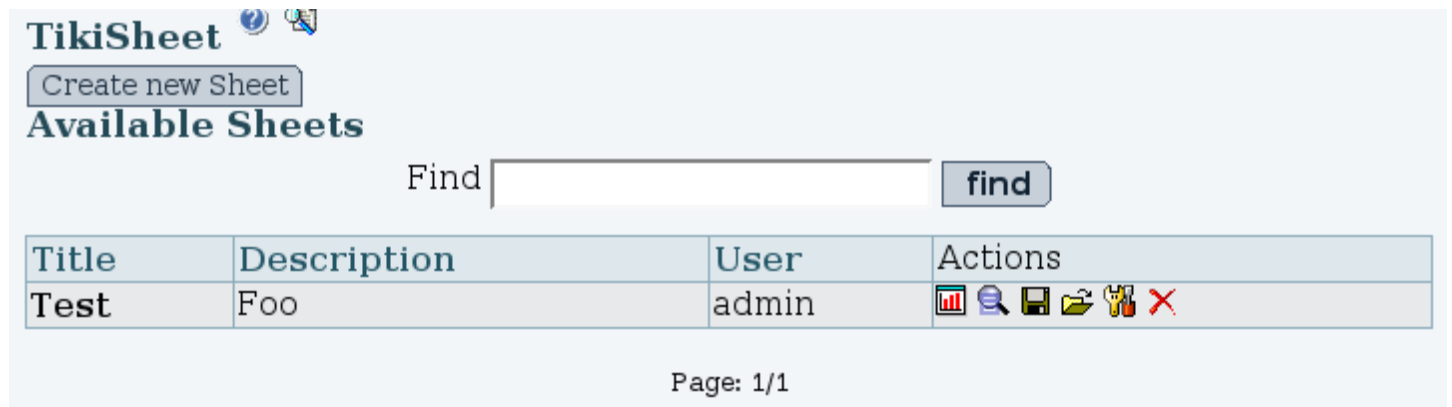 TikiSheet
Create new Sheet
Available Sheets
Find find
Title Description User Actions
Test Foo admin
Page: 1/1